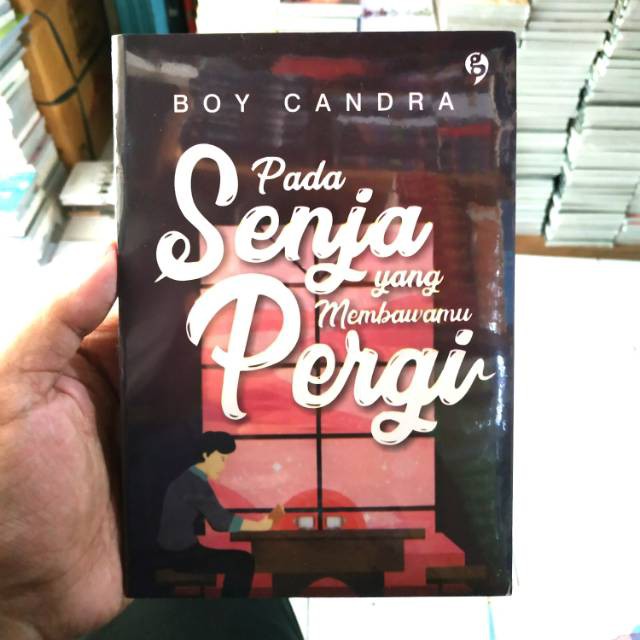 g
BOY CANDRA
Pada
Senja
yang
Membawamu
Pergi